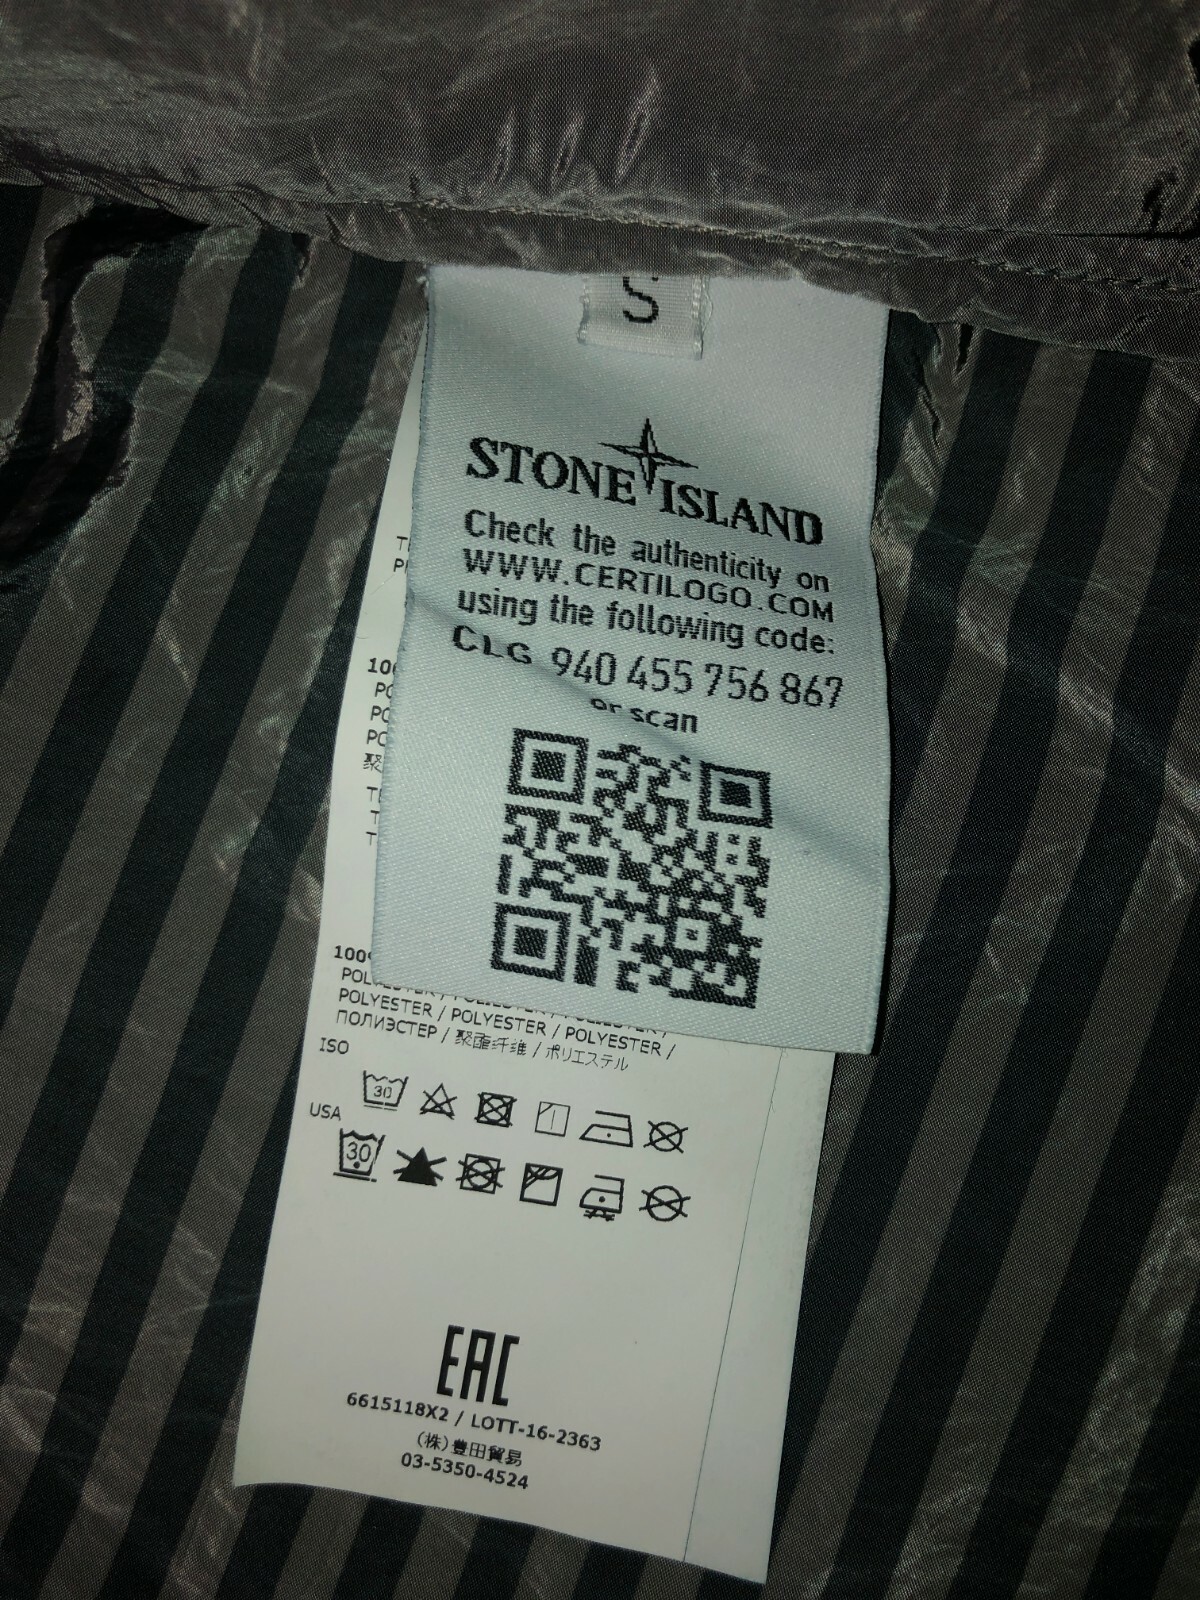 S
STONE ISLAND
Check the authenticity on
WWW.CERTILOGO.COM
using the following code:
CLG 940 455 756 867
or scan
POLYESTER / POLYESTER / POLYESTER /
ПОЛИЭСТЕР / 聚酯纤维 / ポリエステル
ISO
30
USA
30
EAC
6615118X2 / LOTT-16-2363
(株)豊田貿易
03-5350-4524